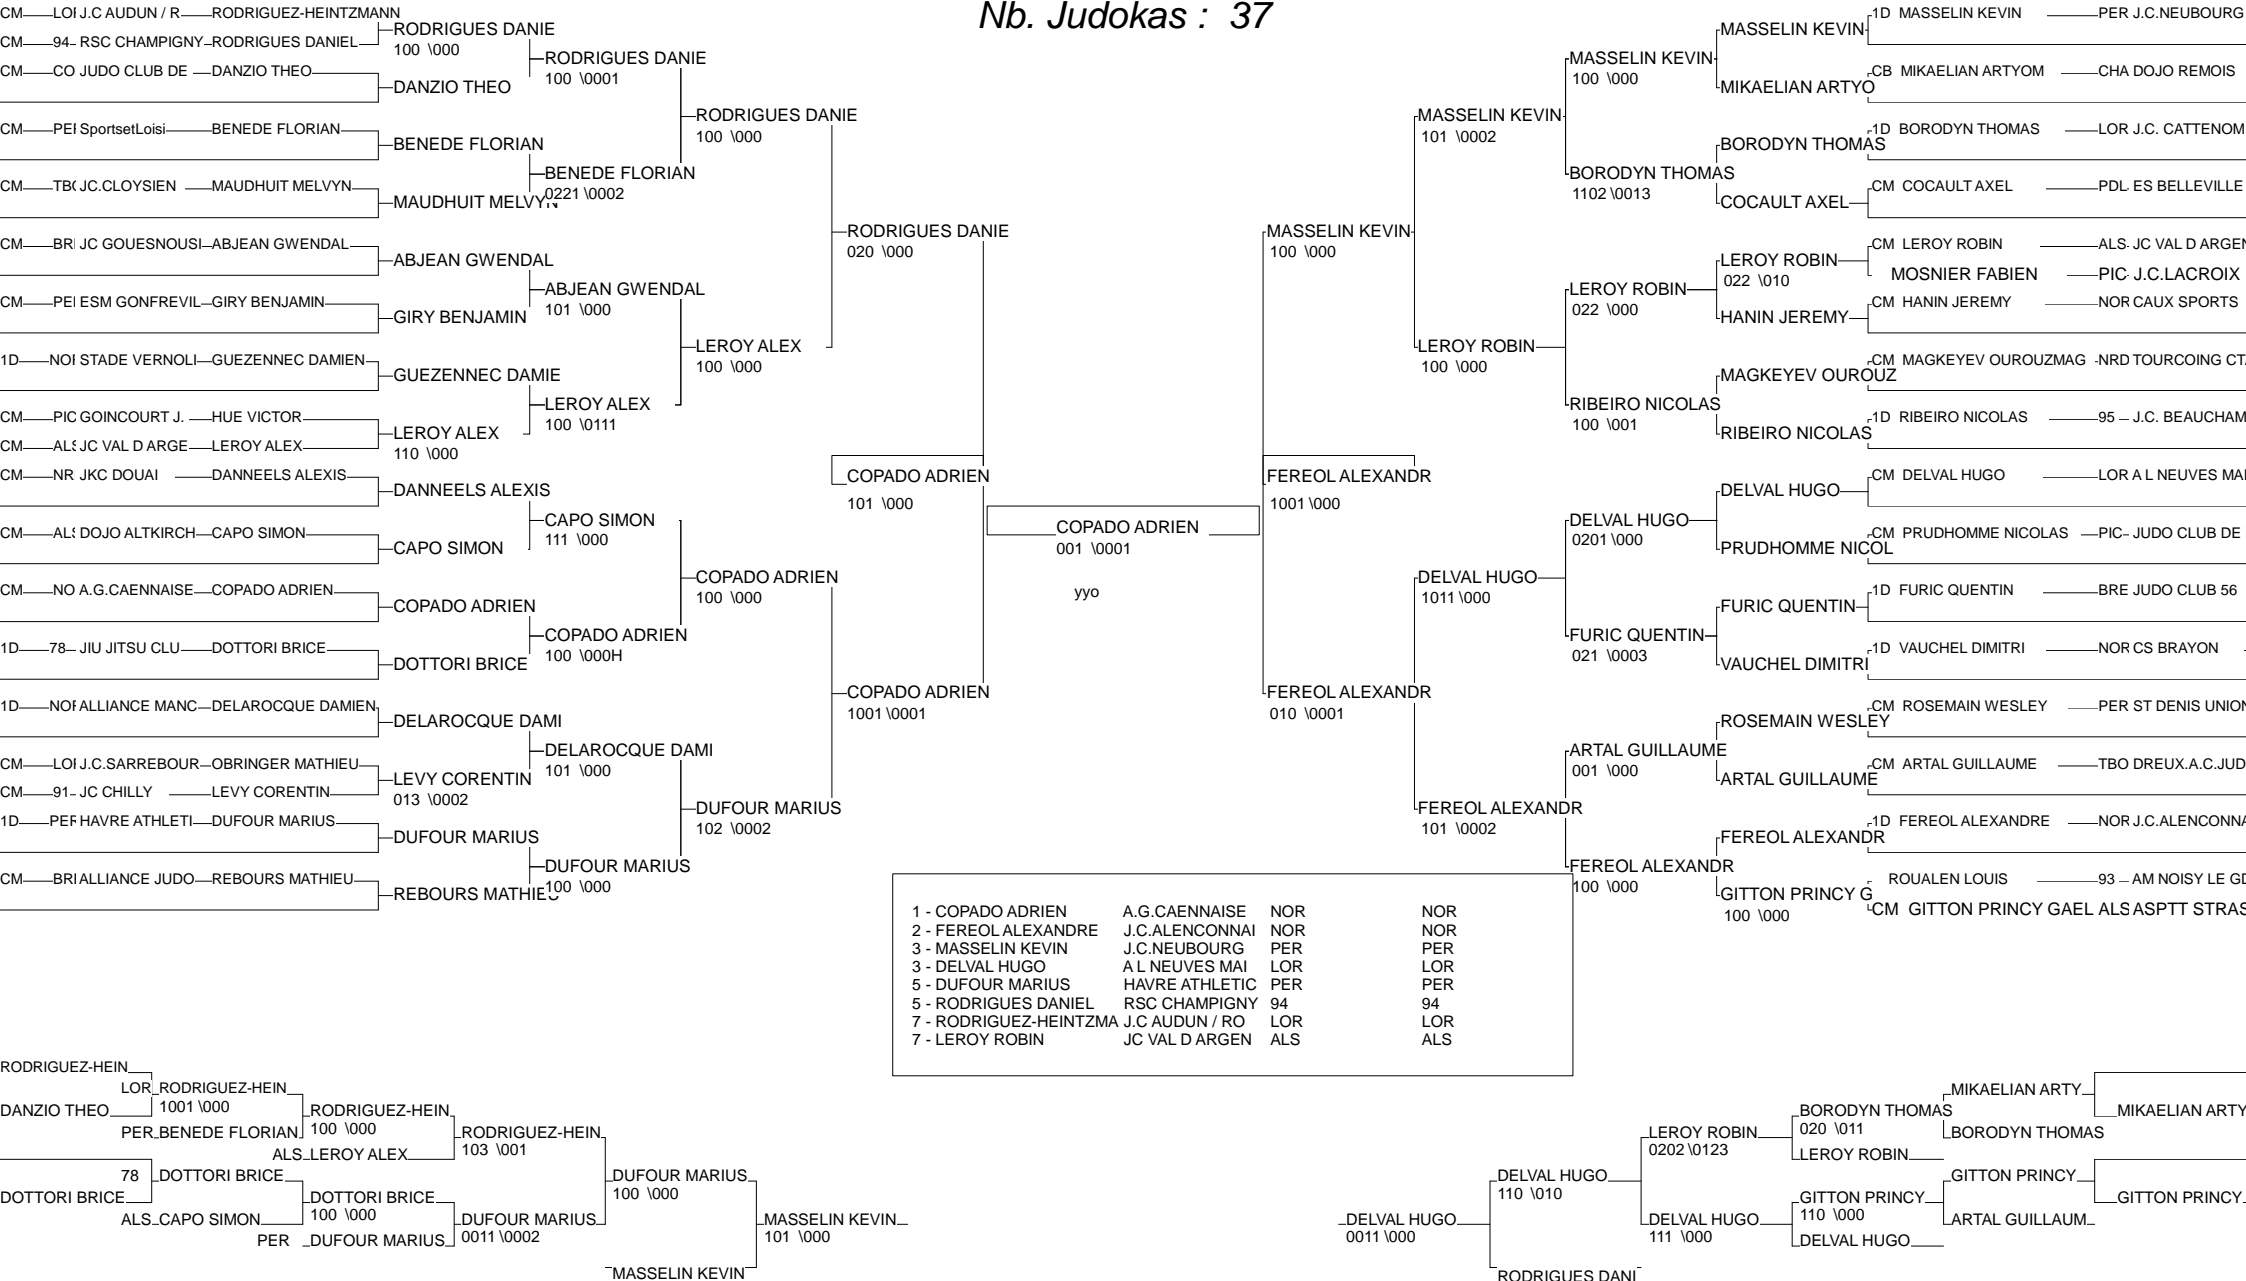 Nb. Judokas : 37
CM LOR J.C AUDUN / R RODRIGUEZ-HEINTZMANN
CM 94 RSC CHAMPIGNY RODRIGUES DANIEL
CM CO JUDO CLUB DE DANZIO THEO
CM PER SportsetLoisi BENEDE FLORIAN
CM TBO JC.CLOYSIEN MAUDHUIT MELVYN
CM BRE JC GOUESNOUSI ABJEAN GWENDAL
CM PER ESM GONFREVIL GIRY BENJAMIN
1D NOR STADE VERNOLI GUEZENNEC DAMIEN
CM PIC GOINCOURT J. HUE VICTOR
CM ALS JC VAL D ARGE LEROY ALEX
CM NR JKC DOUAI DANNEELS ALEXIS
CM ALS DOJO ALTKIRCH CAPO SIMON
CM NO A.G.CAENNAISE COPADO ADRIEN
1D 78 JIU JITSU CLU DOTTORI BRICE
1D NOR ALLIANCE MANC DELAROCQUE DAMIEN
CM LOR J.C.SARREBOUR OBRINGER MATHIEU
CM 91 JC CHILLY LEVY CORENTIN
1D PER HAVRE ATHLETI DUFOUR MARIUS
CM BRI ALLIANCE JUDO REBOURS MATHIEU
RODRIGUES DANIE
100 \000
DANZIO THEO
BENEDE FLORIAN
MAUDHUIT MELVYN
ABJEAN GWENDAL
GIRY BENJAMIN
GUEZENNEC DAMIE
LEROY ALEX
110 \000
DANNEELS ALEXIS
CAPO SIMON
COPADO ADRIEN
DOTTORI BRICE
DELAROCQUE DAMI
LEVY CORENTIN
013 \0002
DUFOUR MARIUS
REBOURS MATHIEU
RODRIGUES DANIE
100 \0001
BENEDE FLORIAN
0221 \0002
ABJEAN GWENDAL
101 \000
LEROY ALEX
100 \0111
CAPO SIMON
111 \000
COPADO ADRIEN
100 \000H
DELAROCQUE DAMI
101 \000
DUFOUR MARIUS
100 \000
RODRIGUES DANIE
100 \000
LEROY ALEX
100 \000
COPADO ADRIEN
100 \000
DUFOUR MARIUS
102 \0002
RODRIGUES DANIE
020 \000
COPADO ADRIEN
101 \000
COPADO ADRIEN
1001 \0001
COPADO ADRIEN
001 \0001
yyo
MASSELIN KEVIN
100 \000
FEREOL ALEXANDR
1001 \000
FEREOL ALEXANDR
010 \0001
MASSELIN KEVIN
101 \0002
LEROY ROBIN
100 \000
DELVAL HUGO
1011 \000
FEREOL ALEXANDR
101 \0002
MASSELIN KEVIN
100 \000
BORODYN THOMAS
1102 \0013
LEROY ROBIN
022 \000
RIBEIRO NICOLAS
100 \001
DELVAL HUGO
0201 \000
FURIC QUENTIN
021 \0003
ARTAL GUILLAUME
001 \000
FEREOL ALEXANDR
100 \000
MASSELIN KEVIN
MIKAELIAN ARTYO
BORODYN THOMAS
COCAULT AXEL
LEROY ROBIN
022 \010
HANIN JEREMY
MAGKEYEV OUROUZ
RIBEIRO NICOLAS
DELVAL HUGO
PRUDHOMME NICOL
FURIC QUENTIN
VAUCHEL DIMITRI
ROSEMAIN WESLEY
ARTAL GUILLAUME
FEREOL ALEXANDR
GITTON PRINCY G
100 \000
1D MASSELIN KEVIN PER J.C.NEUBOURG
CB MIKAELIAN ARTYOM CHA DOJO REMOIS
1D BORODYN THOMAS LOR J.C. CATTENOM
CM COCAULT AXEL PDL ES BELLEVILLE
CM LEROY ROBIN ALS JC VAL D ARGEN
MOSNIER FABIEN PIC J.C.LACROIX
CM HANIN JEREMY NOR CAUX SPORTS
CM MAGKEYEV OUROUZMAG NRD TOURCOING CTA
1D RIBEIRO NICOLAS 95 J.C. BEAUCHAM
CM DELVAL HUGO LOR A L NEUVES MAI
CM PRUDHOMME NICOLAS PIC JUDO CLUB DE
1D FURIC QUENTIN BRE JUDO CLUB 56
1D VAUCHEL DIMITRI NOR CS BRAYON
CM ROSEMAIN WESLEY PER ST DENIS UNION
CM ARTAL GUILLAUME TBO DREUX.A.C.JUD
1D FEREOL ALEXANDRE NOR J.C.ALENCONNA
ROUALEN LOUIS 93 AM NOISY LE GD
CM GITTON PRINCY GAEL ALS ASPTT STRAS
1 - COPADO ADRIEN A.G.CAENNAISE NOR NOR
2 - FEREOL ALEXANDRE J.C.ALENCONNAI NOR NOR
3 - MASSELIN KEVIN J.C.NEUBOURG PER PER
3 - DELVAL HUGO A L NEUVES MAI LOR LOR
5 - DUFOUR MARIUS HAVRE ATHLETIC PER PER
5 - RODRIGUES DANIEL RSC CHAMPIGNY 94 94
7 - RODRIGUEZ-HEINTZMA J.C AUDUN / RO LOR LOR
7 - LEROY ROBIN JC VAL D ARGEN ALS ALS
RODRIGUEZ-HEIN
DANZIO THEO
DOTTORI BRICE
LOR RODRIGUEZ-HEIN
1001 \000
PER BENEDE FLORIAN
78 DOTTORI BRICE
ALS CAPO SIMON
RODRIGUEZ-HEIN
100 \000
ALS LEROY ALEX
DOTTORI BRICE
100 \000
PER DUFOUR MARIUS
RODRIGUEZ-HEIN
103 \001
DUFOUR MARIUS
0011 \0002
DUFOUR MARIUS
100 \000
MASSELIN KEVIN
MASSELIN KEVIN
101 \000
DELVAL HUGO
0011 \000
DELVAL HUGO
110 \010
RODRIGUES DANI
LEROY ROBIN
0202 \0123
DELVAL HUGO
111 \000
BORODYN THOMAS
020 \011
LEROY ROBIN
GITTON PRINCY
110 \000
DELVAL HUGO
MIKAELIAN ARTY
BORODYN THOMAS
GITTON PRINCY
ARTAL GUILLAUM
MIKAELIAN ARTY
GITTON PRINCY